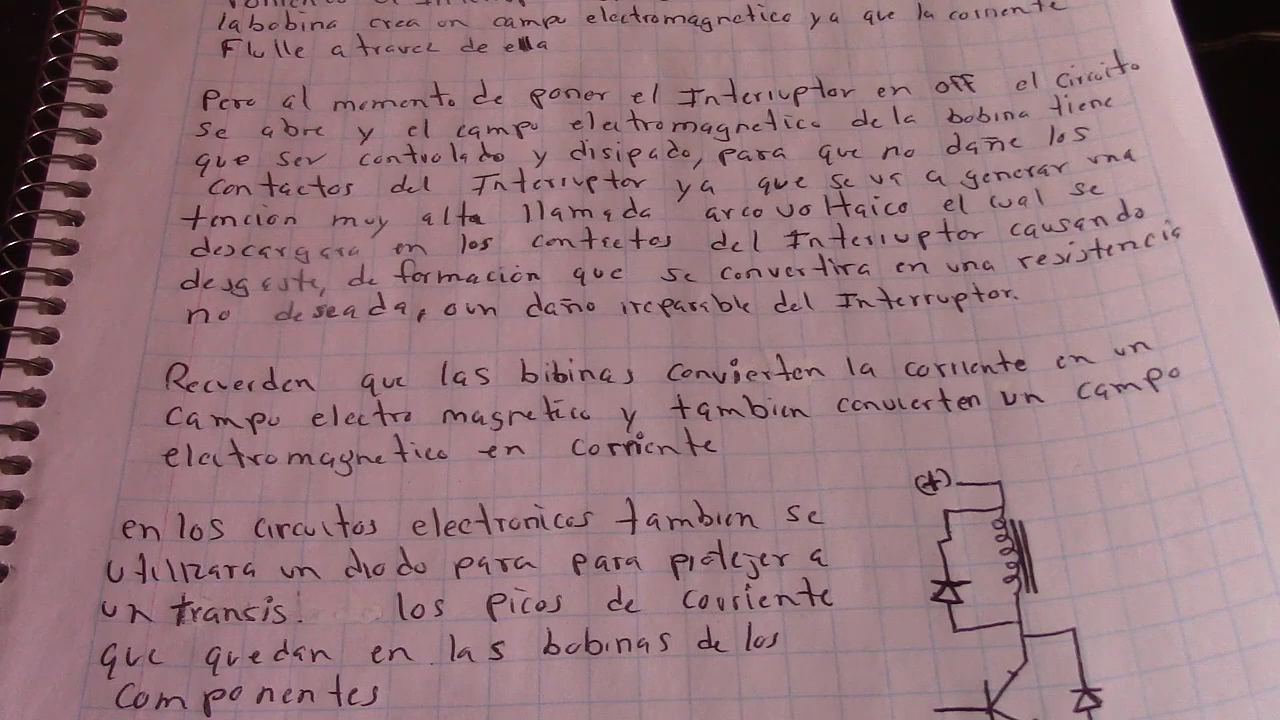 la bobina crea un campo electromagnetico ya que la corriente
Flulle a travez de ella
Pero al momento de poner el Interruptor en off el circuito
se abre y el campo electromagnetico de la bobina tiene
que ser controlado y disipado, para que no dañe los
contactos del Interruptor ya que se va a generar una
tencion muy alta llamada arco voltaico el cual se
descargara en los contactos del Interruptor causando
desgaste, de formación que se convertira en una resistencia
no deseada, o un daño ireparable del Interruptor.
Recuerden que las bibinas convierten la corriente en un
campo electro magnetico y tambien convierten un campo
electromagnetico en corriente
(+)
en los circuitos electronicos tambien se
utilizara un diodo para para protejer a
un transis. los picos de corriente
que quedan en las bobinas de los
componentes